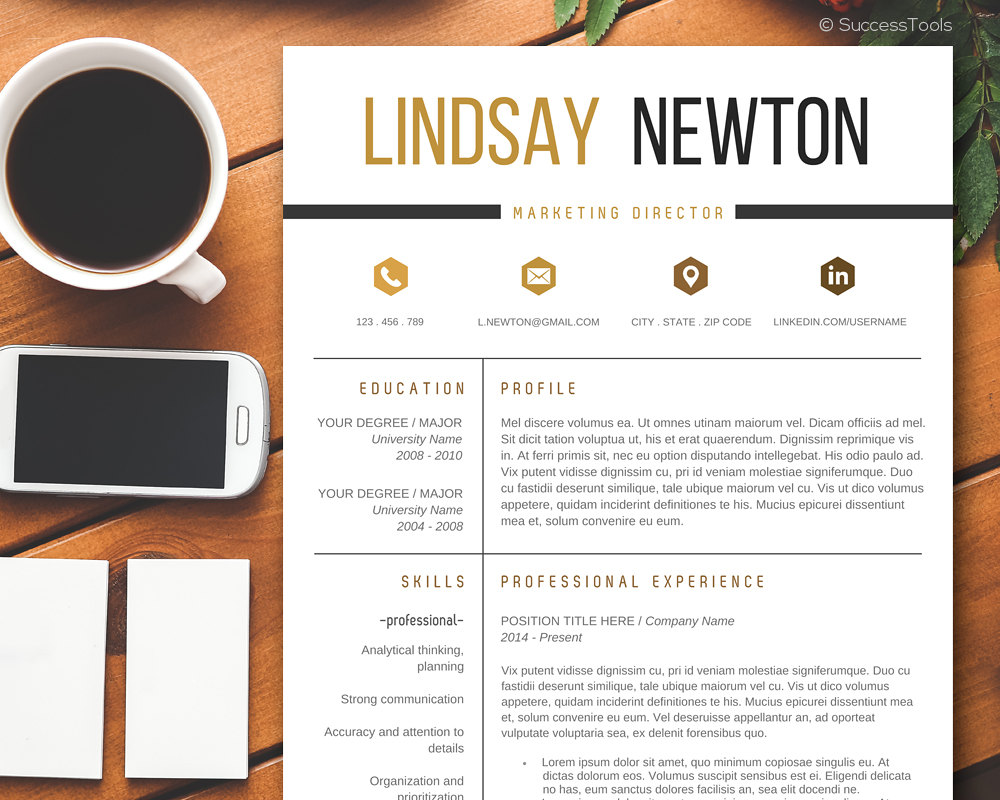 © SuccessTools
LINDSAY NEWTON
MARKETING DIRECTOR
123 . 456 . 789
L.NEWTON@GMAIL.COM
CITY . STATE . ZIP CODE
in
LINKEDIN.COM/USERNAME
EDUCATION
YOUR DEGREE / MAJOR
University Name
2008 - 2010
YOUR DEGREE / MAJOR
University Name
2004 - 2008
PROFILE
Mel discere volumus ea. Ut omnes utinam maiorum vel. Dicam officiis ad mel.
Sit dicit tation voluptua ut, his et erat quaerendum. Dignissim reprimique vis
in. At ferri primis sit, nec eu option disputando intellegebat. His odio paulo ad.
Vix putent vidisse dignissim cu, pri id veniam molestiae signiferumque. Duo
cu fastidii deserunt similique, tale ubique maiorum vel cu. Vis ut dico volumus
appetere, quidam inciderint definitiones te his. Mucius epicurei dissentiunt
mea et, solum convenire eu eum.
SKILLS
-professional-
Analytical thinking,
planning
Strong communication
Accuracy and attention to
details
Organization and
prioritization
PROFESSIONAL EXPERIENCE
POSITION TITLE HERE / Company Name
2014 - Present
Vix putent vidisse dignissim cu, pri id veniam molestiae signiferumque. Duo cu
fastidii deserunt similique, tale ubique maiorum vel cu. Vis ut dico volumus
appetere, quidam inciderint definitiones te his. Mucius epicurei dissentiunt mea
et, solum convenire eu eum. Vel deseruisse appellantur an, ad oporteat
vulputate voluptaria sea, ex delenit forensibus quo.
• Lorem ipsum dolor sit amet, quo minimum copiosae singulis eu. At
dictas dolorum eos. Volumus suscipit sensibus est ei. Eligendi delicata
no has, eum sanctus dolores facilisis an, sea elit docendi ne.